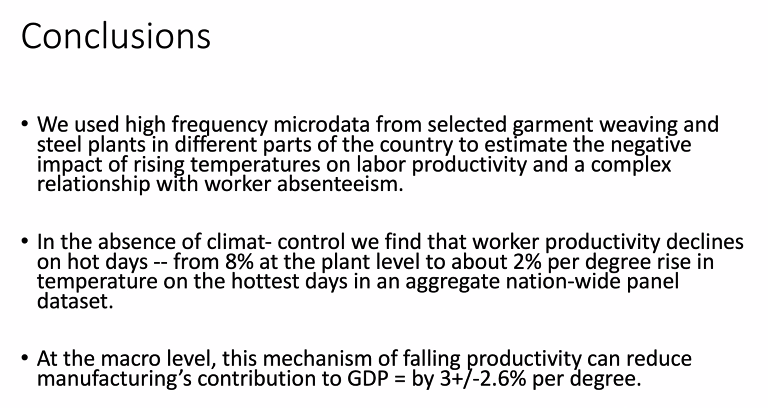 Conclusions
• We used high frequency microdata from selected garment weaving and
steel plants in different parts of the country to estimate the negative
impact of rising temperatures on labor productivity and a complex
relationship with worker absenteeism.
• In the absence of climat- control we find that worker productivity declines
on hot days -- from 8% at the plant level to about 2% per degree rise in
temperature on the hottest days in an aggregate nation-wide panel
dataset.
• At the macro level, this mechanism of falling productivity can reduce
manufacturing’s contribution to GDP = by 3+/-2.6% per degree.